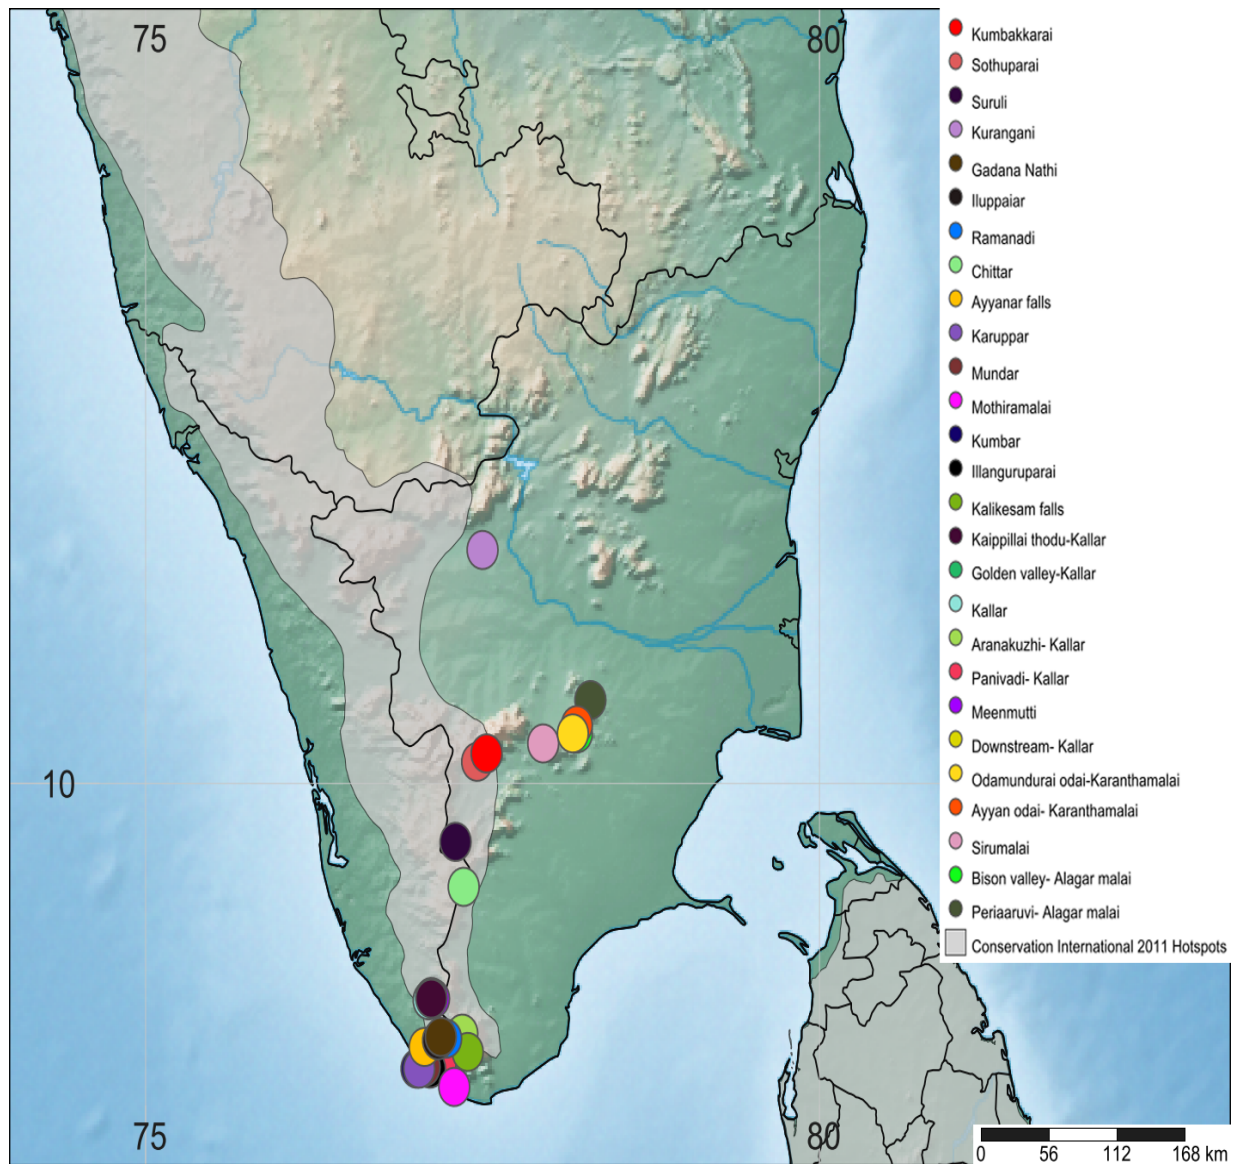 75
80
Kumbakkarai
Sothuparai
Suruli
Kurangani
Gadana Nathi
Iluppaiar
Ramanadi
Chittar
Ayyanar falls
Karuppar
Mundar
Mothiramalai
Kumbar
Illanguruparai
Kalikesam falls
Kaippillai thodu-Kallar
Golden valley-Kallar
Kallar
Aranakuzhi- Kallar
Panivadi- Kallar
Meenmutti
Downstream- Kallar
Odamundurai odai-Karanthamalai
Ayyan odai- Karanthamalai
Sirumalai
Bison valley- Alagar malai
Periaaruvi- Alagar malai
Conservation International 2011 Hotspots
10
75
80
0 56 112 168 km